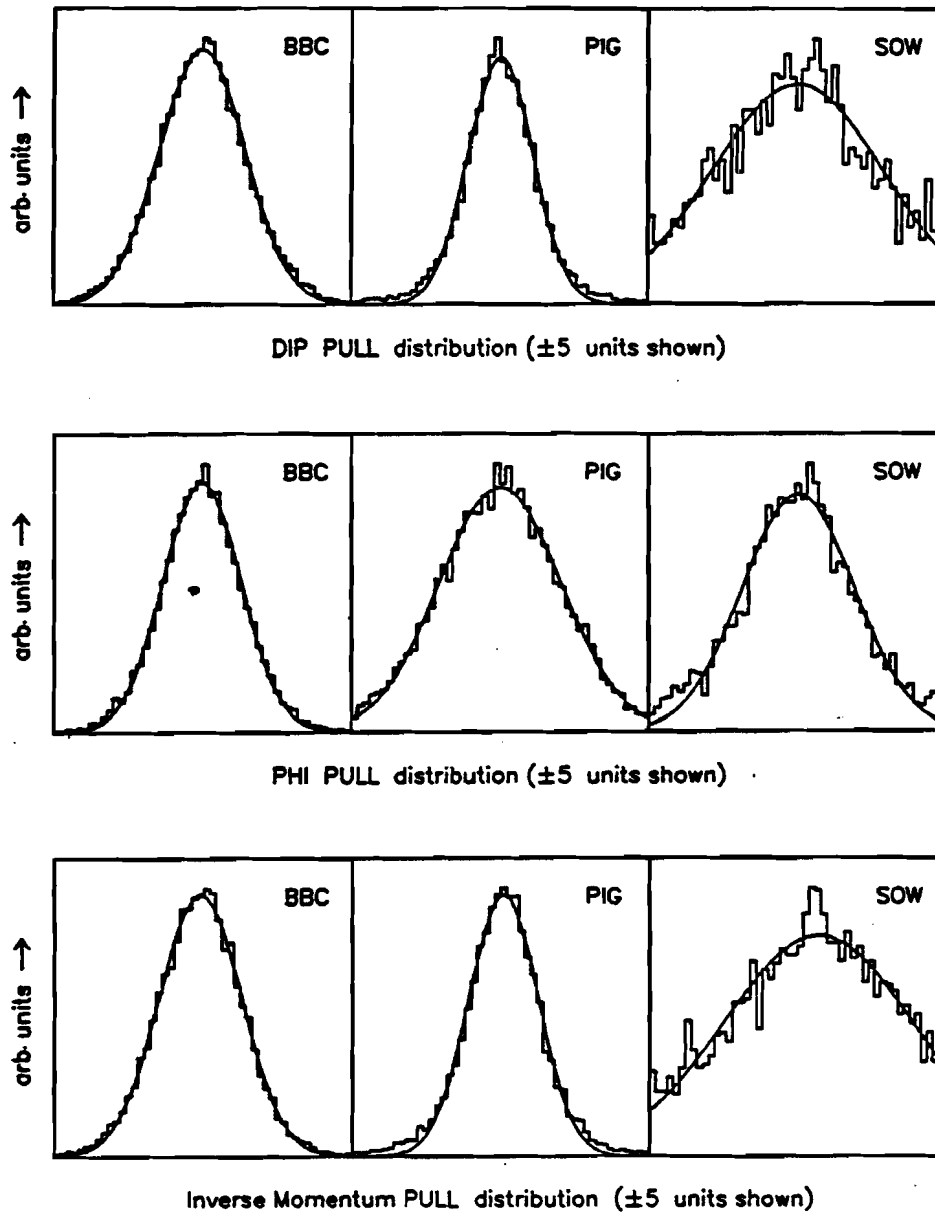 BBC PIG SOW
arb. units →
DIP PULL distribution (±5 units shown)
BBC PIG SOW
arb. units →
PHI PULL distribution (±5 units shown)
BBC PIG SOW
arb. units →
Inverse Momentum PULL distribution (±5 units shown)